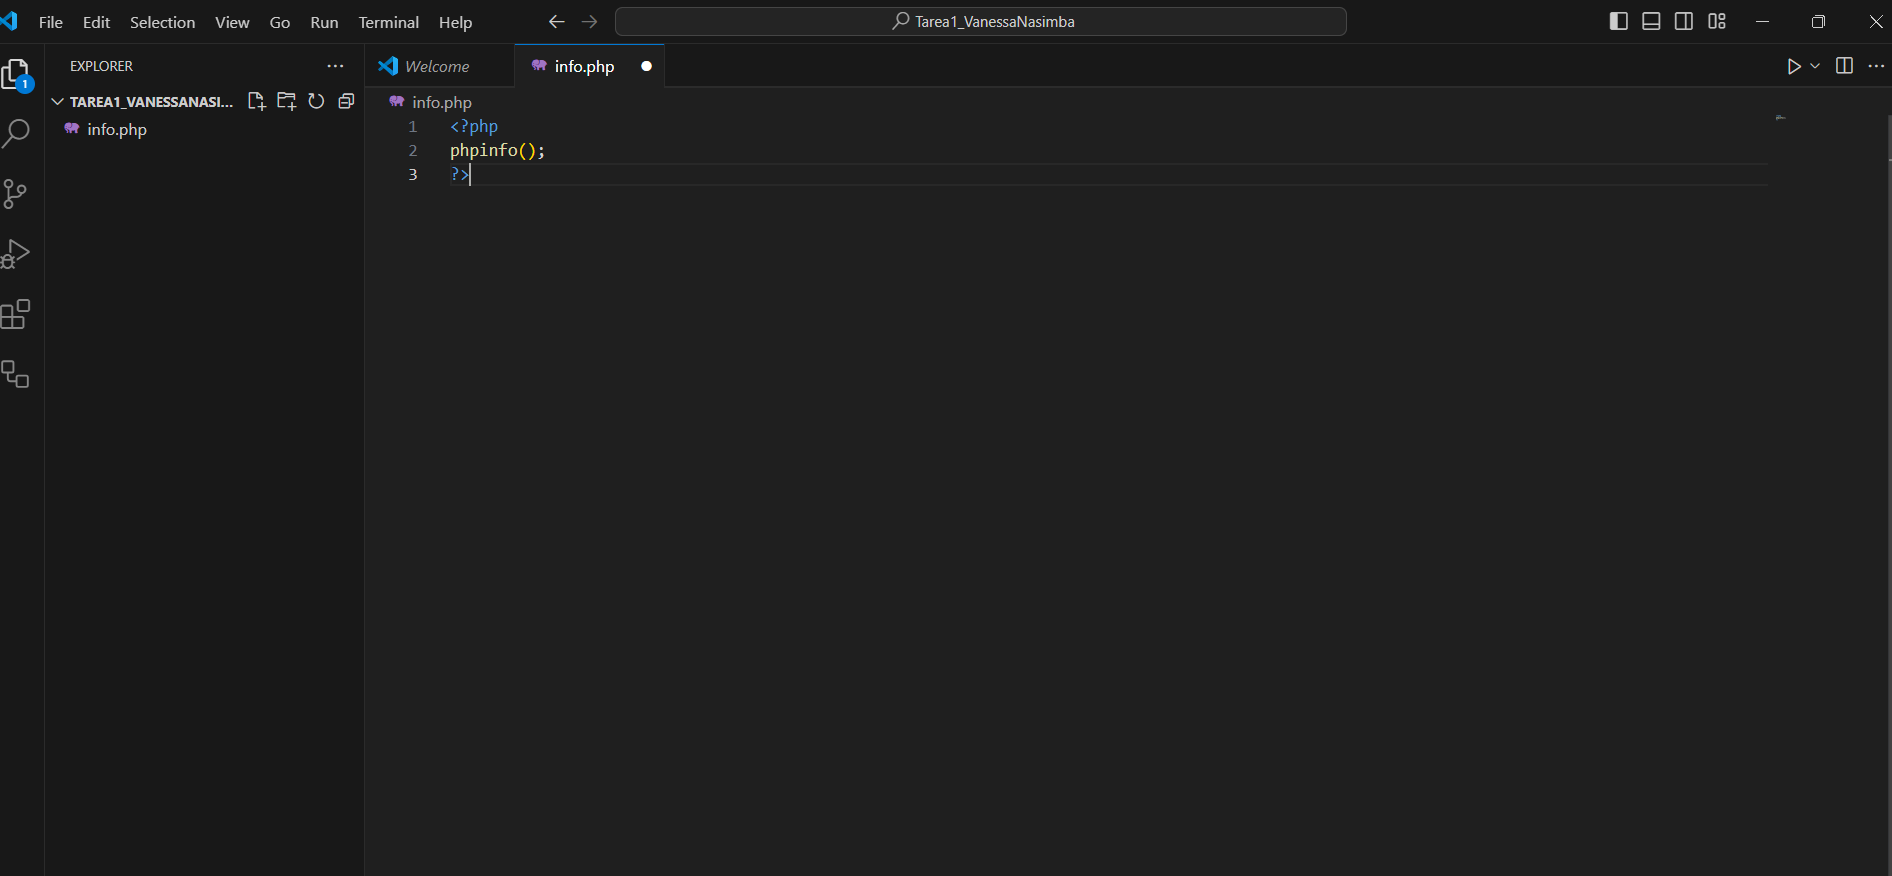 File Edit Selection View Go Run Terminal Help
Tarea1_VanessaNasimba
EXPLORER
Welcome
info.php
1
TAREA1_VANESSANASI...
info.php
info.php
1 <?php
2 phpinfo();
3 ?>